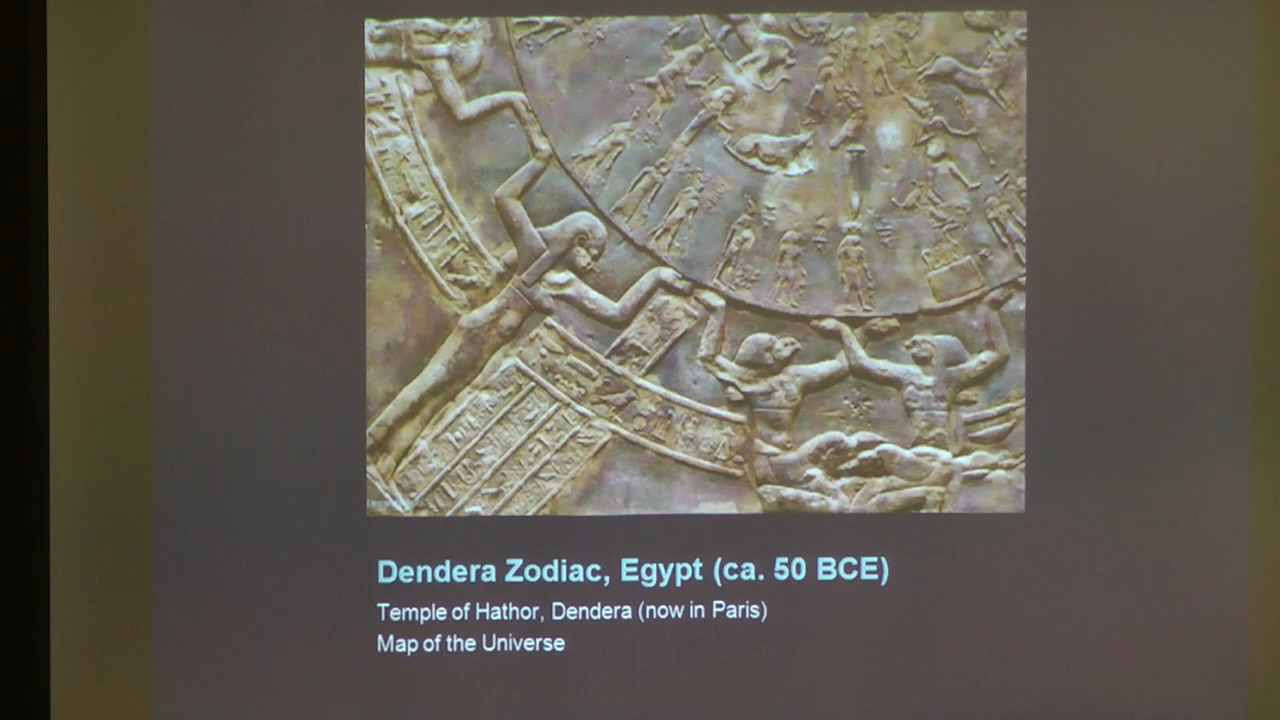 Dendera Zodiac, Egypt (ca. 50 BCE)
Temple of Hathor, Dendera (now in Paris)
Map of the Universe